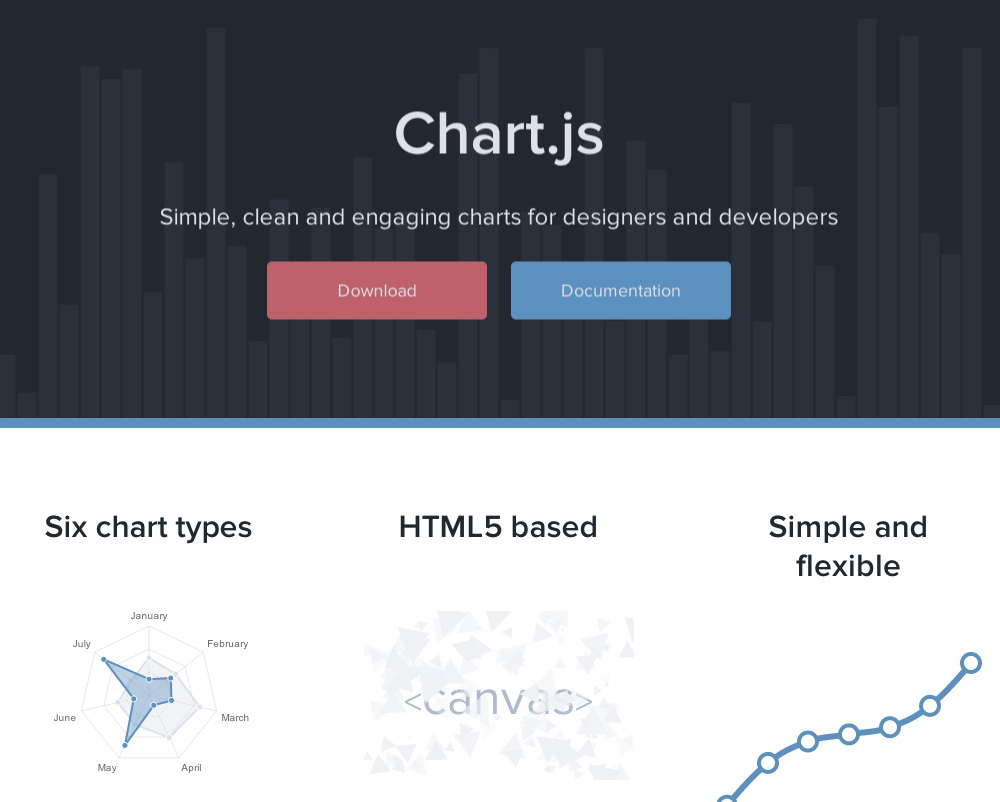 Chart.js
Simple, clean and engaging charts for designers and developers
Download
Documentation
Six chart types
HTML5 based
Simple and
flexible
January
July
February
June
March
May
April
<canvas>